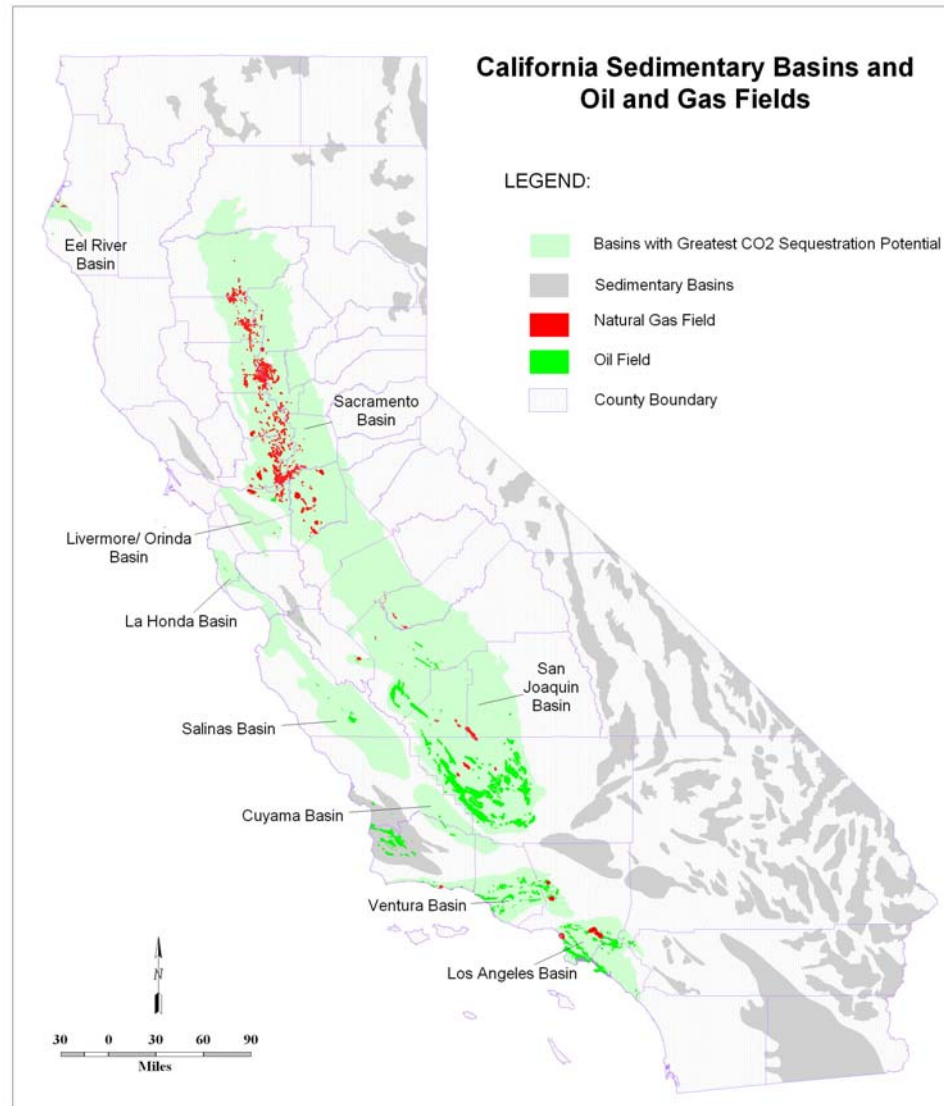 California Sedimentary Basins and
Oil and Gas Fields
LEGEND:
Basins with Greatest CO2 Sequestration Potential
Sedimentary Basins
Natural Gas Field
Oil Field
County Boundary
Eel River
Basin
Sacramento
Basin
Livermore/ Orinda
Basin
La Honda Basin
San
Joaquin
Basin
Salinas Basin
Cuyama Basin
Ventura Basin
Los Angeles Basin
N
30 0 30 60 90
Miles